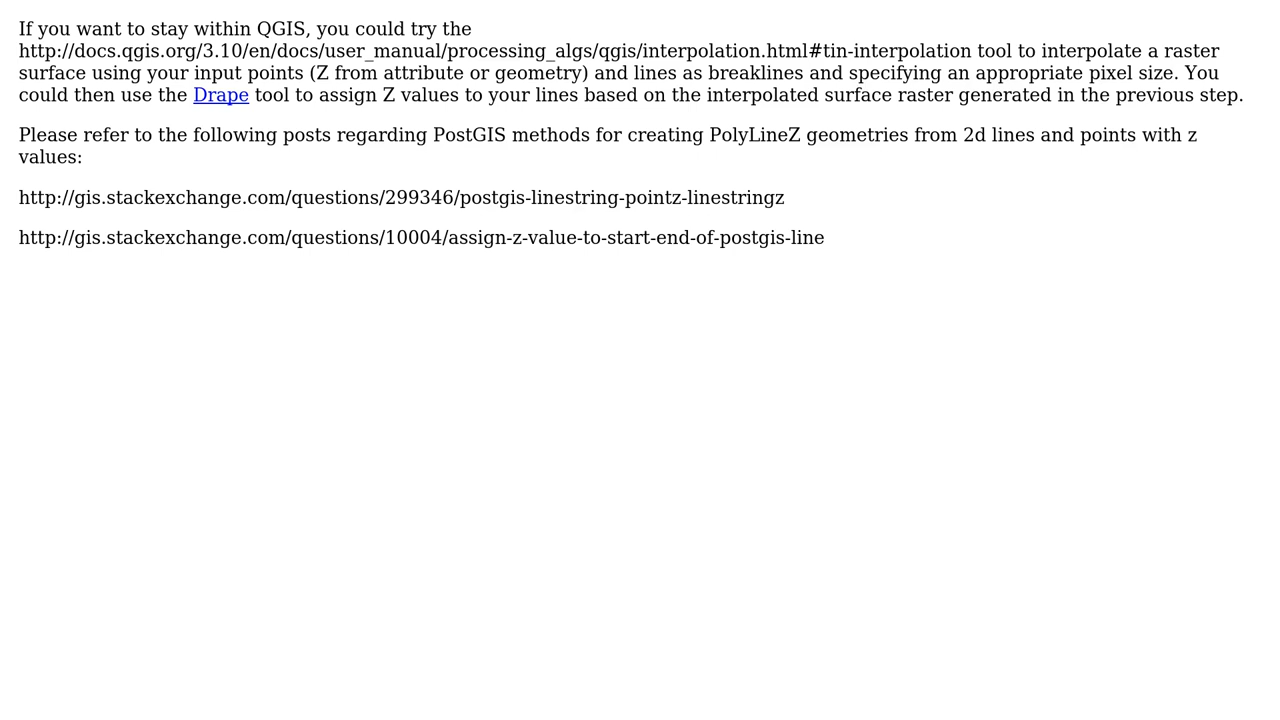 If you want to stay within QGIS, you could try the
http://docs.qgis.org/3.10/en/docs/user_manual/processing_algs/qgis/interpolation.html#tin-interpolation tool to interpolate a raster
surface using your input points (Z from attribute or geometry) and lines as breaklines and specifying an appropriate pixel size. You
could then use the Drape tool to assign Z values to your lines based on the interpolated surface raster generated in the previous step.
Please refer to the following posts regarding PostGIS methods for creating PolyLineZ geometries from 2d lines and points with z
values:
http://gis.stackexchange.com/questions/299346/postgis-linestring-pointz-linestringz
http://gis.stackexchange.com/questions/10004/assign-z-value-to-start-end-of-postgis-line